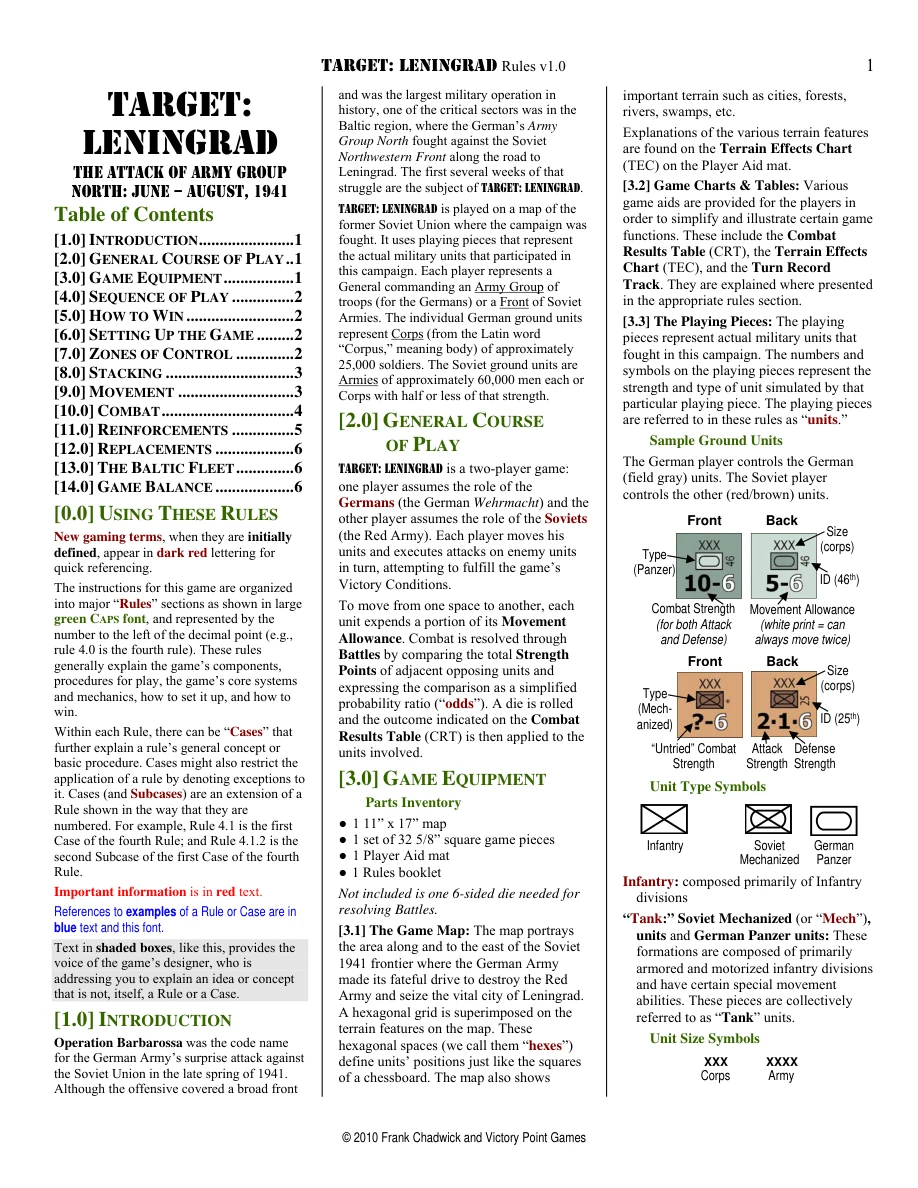 TARGET: LENINGRAD Rules v1.0
1
TARGET:
LENINGRAD
THE ATTACK OF ARMY GROUP
NORTH: JUNE – AUGUST, 1941
Table of Contents
[1.0] INTRODUCTION.......................1
[2.0] GENERAL COURSE OF PLAY..1
[3.0] GAME EQUIPMENT.................1
[4.0] SEQUENCE OF PLAY ...............2
[5.0] HOW TO WIN...........................2
[6.0] SETTING UP THE GAME .........2
[7.0] ZONES OF CONTROL ..............2
[8.0] STACKING ...............................3
[9.0] MOVEMENT ............................3
[10.0] COMBAT................................4
[11.0] REINFORCEMENTS ...............5
[12.0] REPLACEMENTS ...................6
[13.0] THE BALTIC FLEET...............6
[14.0] GAME BALANCE ...................6
[0.0] USING THESE RULES
New gaming terms, when they are initially
defined, appear in dark red lettering for
quick referencing.
The instructions for this game are organized
into major “Rules” sections as shown in large
green CAPS font, and represented by the
number to the left of the decimal point (e.g.,
rule 4.0 is the fourth rule). These rules
generally explain the game’s components,
procedures for play, the game’s core systems
and mechanics, how to set it up, and how to
win.
Within each Rule, there can be “Cases” that
further explain a rule’s general concept or
basic procedure. Cases might also restrict the
application of a rule by denoting exceptions to
it. Cases (and Subcases) are an extension of a
Rule shown in the way that they are
numbered. For example, Rule 4.1 is the first
Case of the fourth Rule; and Rule 4.1.2 is the
second Subcase of the first Case of the fourth
Rule.
Important information is in red text.
References to examples of a Rule or Case are in
blue text and this font.
Text in shaded boxes, like this, provides the
voice of the game’s designer, who is
addressing you to explain an idea or concept
that is not, itself, a Rule or a Case.
[1.0] INTRODUCTION
Operation Barbarossa was the code name
for the German Army’s surprise attack against
the Soviet Union in the late spring of 1941.
Although the offensive covered a broad front
and was the largest military operation in
history, one of the critical sectors was in the
Baltic region, where the German’s Army
Group North fought against the Soviet
Northwestern Front along the road to
Leningrad. The first several weeks of that
struggle are the subject of TARGET: LENINGRAD.
TARGET: LENINGRAD is played on a map of the
former Soviet Union where the campaign was
fought. It uses playing pieces that represent
the actual military units that participated in
this campaign. Each player represents a
General commanding an Army Group of
troops (for the Germans) or a Front of Soviet
Armies. The individual German ground units
represent Corps (from the Latin word
“Corpus,” meaning body) of approximately
25,000 soldiers. The Soviet ground units are
Armies of approximately 60,000 men each or
Corps with half or less of that strength.
[2.0] GENERAL COURSE
OF PLAY
TARGET: LENINGRAD is a two-player game:
one player assumes the role of the
Germans (the German Wehrmacht) and the
other player assumes the role of the Soviets
(the Red Army). Each player moves his
units and executes attacks on enemy units
in turn, attempting to fulfill the game’s
Victory Conditions.
To move from one space to another, each
unit expends a portion of its Movement
Allowance. Combat is resolved through
Battles by comparing the total Strength
Points of adjacent opposing units and
expressing the comparison as a simplified
probability ratio (“odds”). A die is rolled
and the outcome indicated on the Combat
Results Table (CRT) is then applied to the
units involved.
[3.0] GAME EQUIPMENT
Parts Inventory
● 1 11” x 17” map
● 1 set of 32 5/8” square game pieces
● 1 Player Aid mat
● 1 Rules booklet
Not included is one 6-sided die needed for
resolving Battles.
[3.1] The Game Map: The map portrays
the area along and to the east of the Soviet
1941 frontier where the German Army
made its fateful drive to destroy the Red
Army and seize the vital city of Leningrad.
A hexagonal grid is superimposed on the
terrain features on the map. These
hexagonal spaces (we call them “hexes”)
define units’ positions just like the squares
of a chessboard. The map also shows
important terrain such as cities, forests,
rivers, swamps, etc.
Explanations of the various terrain features
are found on the Terrain Effects Chart
(TEC) on the Player Aid mat.
[3.2] Game Charts & Tables: Various
game aids are provided for the players in
order to simplify and illustrate certain game
functions. These include the Combat
Results Table (CRT), the Terrain Effects
Chart (TEC), and the Turn Record
Track. They are explained where presented
in the appropriate rules section.
[3.3] The Playing Pieces: The playing
pieces represent actual military units that
fought in this campaign. The numbers and
symbols on the playing pieces represent the
strength and type of unit simulated by that
particular playing piece. The playing pieces
are referred to in these rules as “units.”
Sample Ground Units
The German player controls the German
(field gray) units. The Soviet player
controls the other (red/brown) units.
Front Back
Type
(Panzer)
XXX
46
10-6
XXX
46
5-6
Size
(corps)
ID (46th)
Combat Strength
(for both Attack
and Defense)
Movement Allowance
(white print = can
always move twice)
Front Back
Type
(Mech-
anized)
XXX
?-6
XXX
25
2-1-6
Size
(corps)
ID (25th)
“Untried” Combat
Strength
Attack
Strength
Defense
Strength
Unit Type Symbols
Infantry
Soviet
Mechanized
German
Panzer
Infantry: composed primarily of Infantry
divisions
“Tank:” Soviet Mechanized (or “Mech”),
units and German Panzer units: These
formations are composed of primarily
armored and motorized infantry divisions
and have certain special movement
abilities. These pieces are collectively
referred to as “Tank” units.
Unit Size Symbols
XXX XXXX
Corps Army
© 2010 Frank Chadwick and Victory Point Games